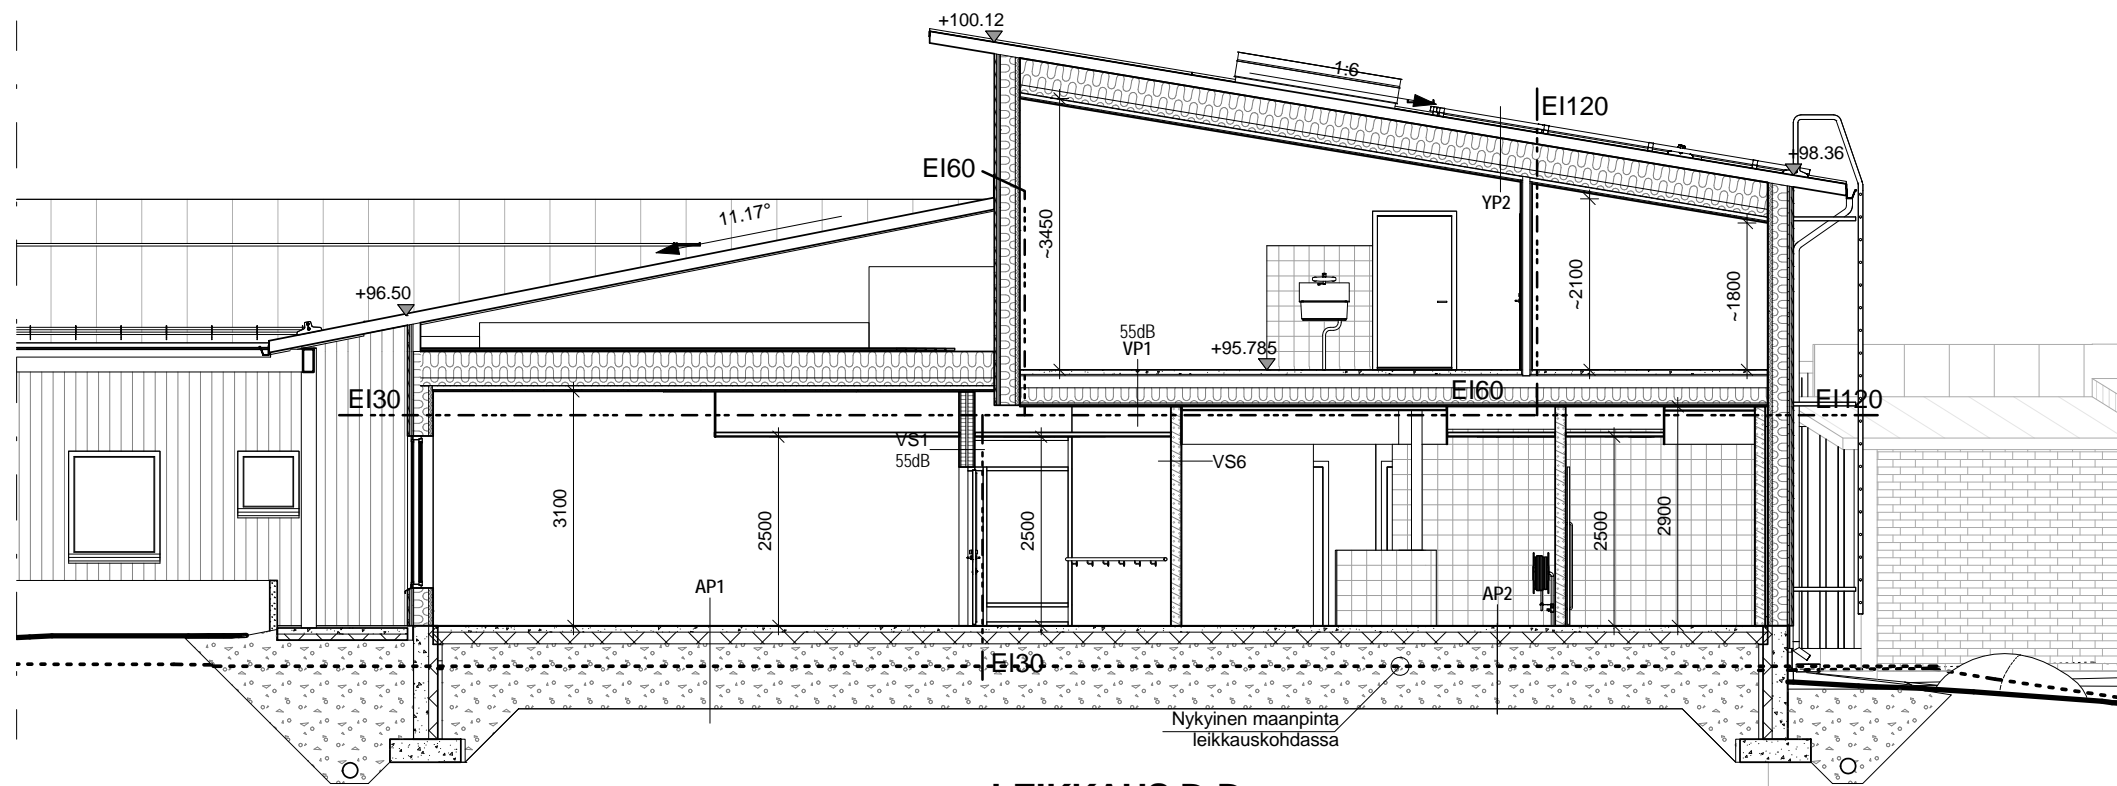 +100.12
1:6
EI120
+98.36
EI60
YP2
11.17°
~3450
~2100
~1800
+96.50
55dB
VP1
+95.785
EI30
EI60
EI120
VS1
55dB
VS6
3100
2500
2500
2500
2900
AP1
AP2
EI30
Nykyinen maanpinta
leikkauskohdassa